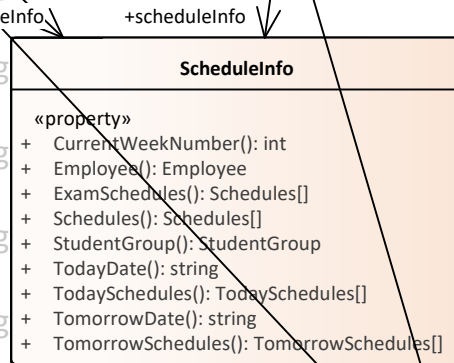 eInfo
+scheduleInfo
ScheduleInfo
«property»
+ CurrentWeekNumber(): int
+ Employee(): Employee
+ ExamSchedules(): Schedules[]
+ Schedules(): Schedules[]
+ StudentGroup(): StudentGroup
+ TodayDate(): string
+ TodaySchedules(): TodaySchedules[]
+ TomorrowDate(): string
+ TomorrowSchedules(): TomorrowSchedules[]